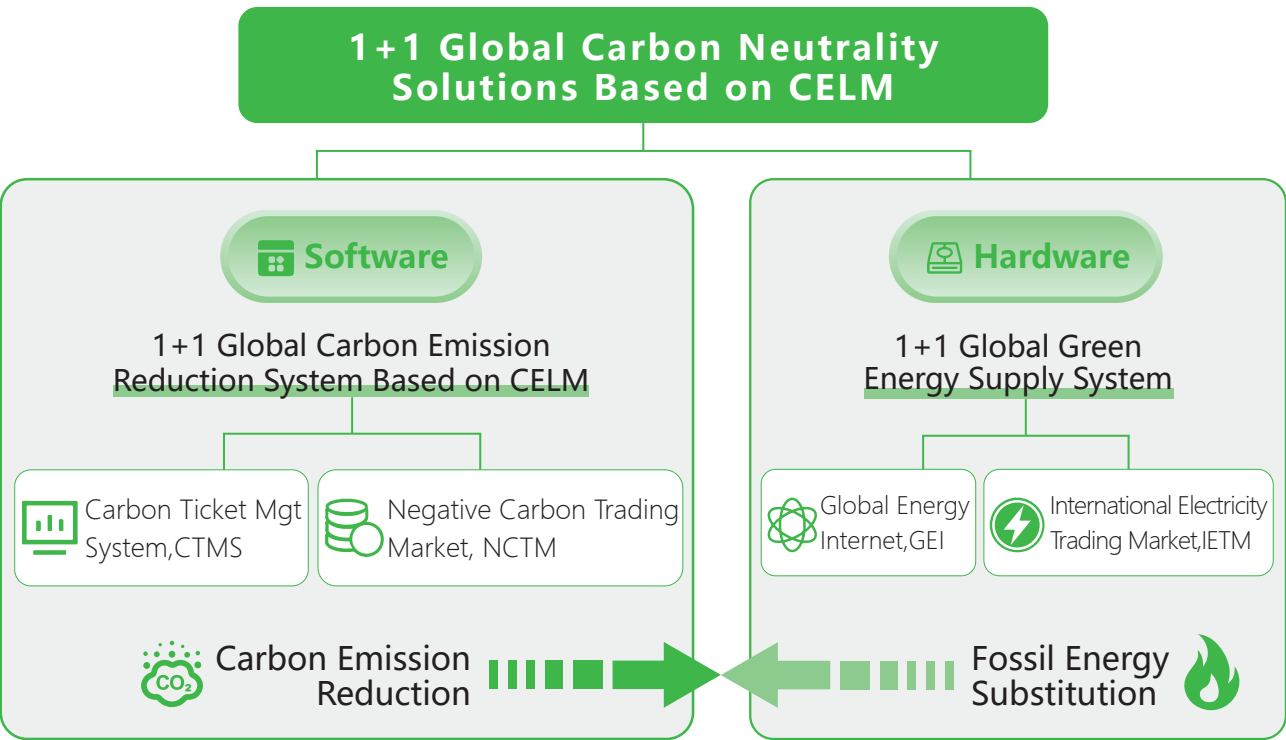 1+1 Global Carbon Neutrality
Solutions Based on CELM
Software
1+1 Global Carbon Emission
Reduction System Based on CELM
Carbon Ticket Mgt
System,CTMS
Negative Carbon Trading
Market, NCTM
CO₂
Carbon Emission
Reduction
Hardware
1+1 Global Green
Energy Supply System
Global Energy
Internet,GEI
International Electricity
Trading Market,IETM
Fossil Energy
Substitution